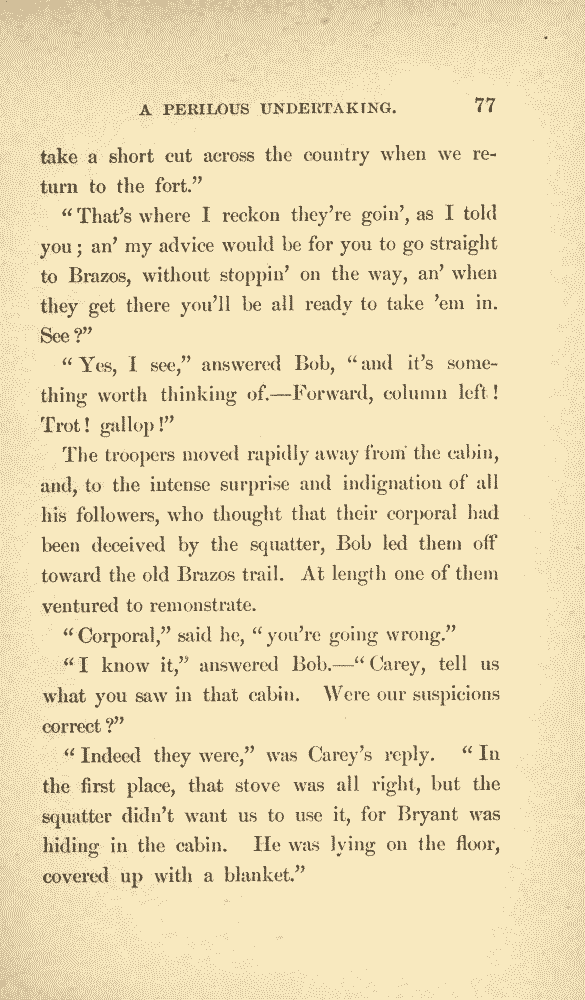 A PERILOUS UNDERTAKING. 77
take a short cut across the country when we re-
turn to the fort.”
“That’s where I reckon they’re goin’, as I told
you; an’ my advice would be for you to go straight
to Brazos, without stoppin’ on the way, an’ when
they get there you’ll be all ready to take ’em in.
See?”
“Yes, I see,” answered Bob, “and it’s some-
thing worth thinking of.—Forward, column left!
Trot! gallop!”
The troopers moved rapidly away from the cabin,
and, to the intense surprise and indignation of all
his followers, who thought that their corporal had
been deceived by the squatter, Bob led them off
toward the old Brazos trail. At length one of them
ventured to remonstrate.
“Corporal,” said he, “you’re going wrong.”
“I know it,” answered Bob.—“Carey, tell us
what you saw in that cabin. Were our suspicions
correct?”
“Indeed they were,” was Carey’s reply. “In
the first place, that stove was all right, but the
squatter didn’t want us to use it, for Bryant was
hiding in the cabin. He was lying on the floor,
covered up with a blanket.”